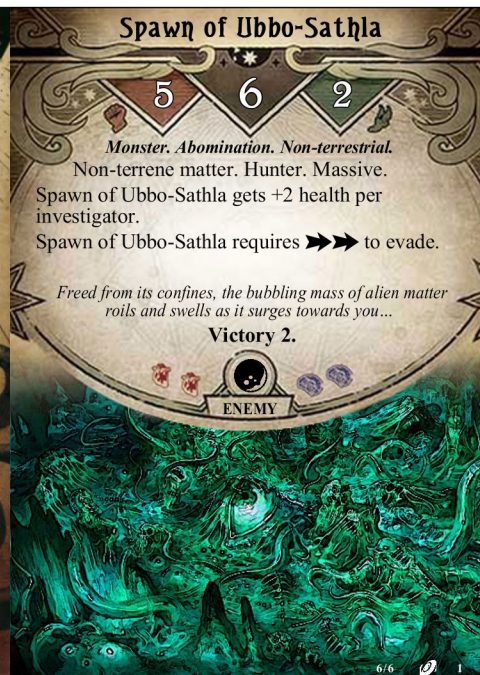 Spawn of Ubbo-Sathla
5 6 2
Monster. Abomination. Non-terrestrial.
Non-terrene matter. Hunter. Massive.
Spawn of Ubbo-Sathla gets +2 health per
investigator.
Spawn of Ubbo-Sathla requires to evade.
Freed from its confines, the bubbling mass of alien matter
roils and swells as it surges towards you...
Victory 2.
ENEMY
6/6 1